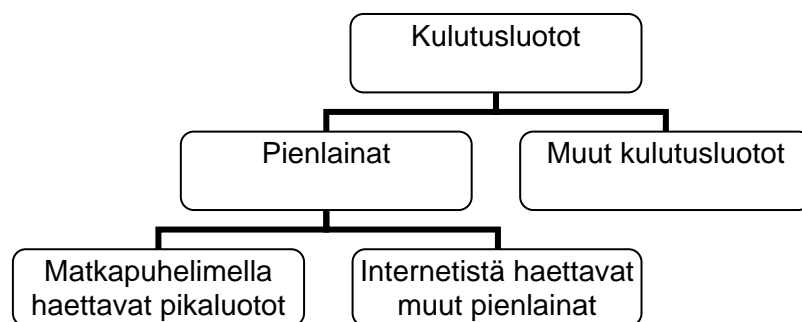 Kulutusluotot
Pienlainat
Muut kulutusluotot
Matkapuhelimella
haettavat pikaluotot
Internetistä haettavat
muut pienlainat